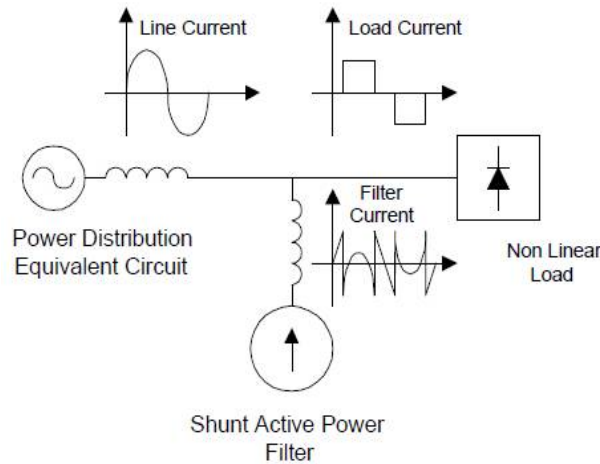 Line Current
Load Current
Filter
Current
Power Distribution
Equivalent Circuit
Non Linear
Load
Shunt Active Power
Filter